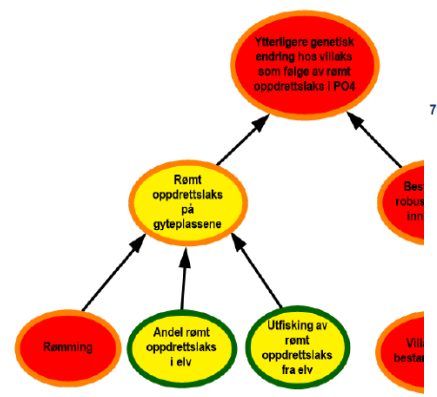 Ytterligere genetisk
endring hos villaks
som følge av rømt
oppdrettslaks i PO4
7
Rømt
oppdrettslaks
på
gyteplassene
Rømming
Andel rømt
oppdrettslaks
i elv
Utfisking av
rømt
oppdrettslaks
fra elv